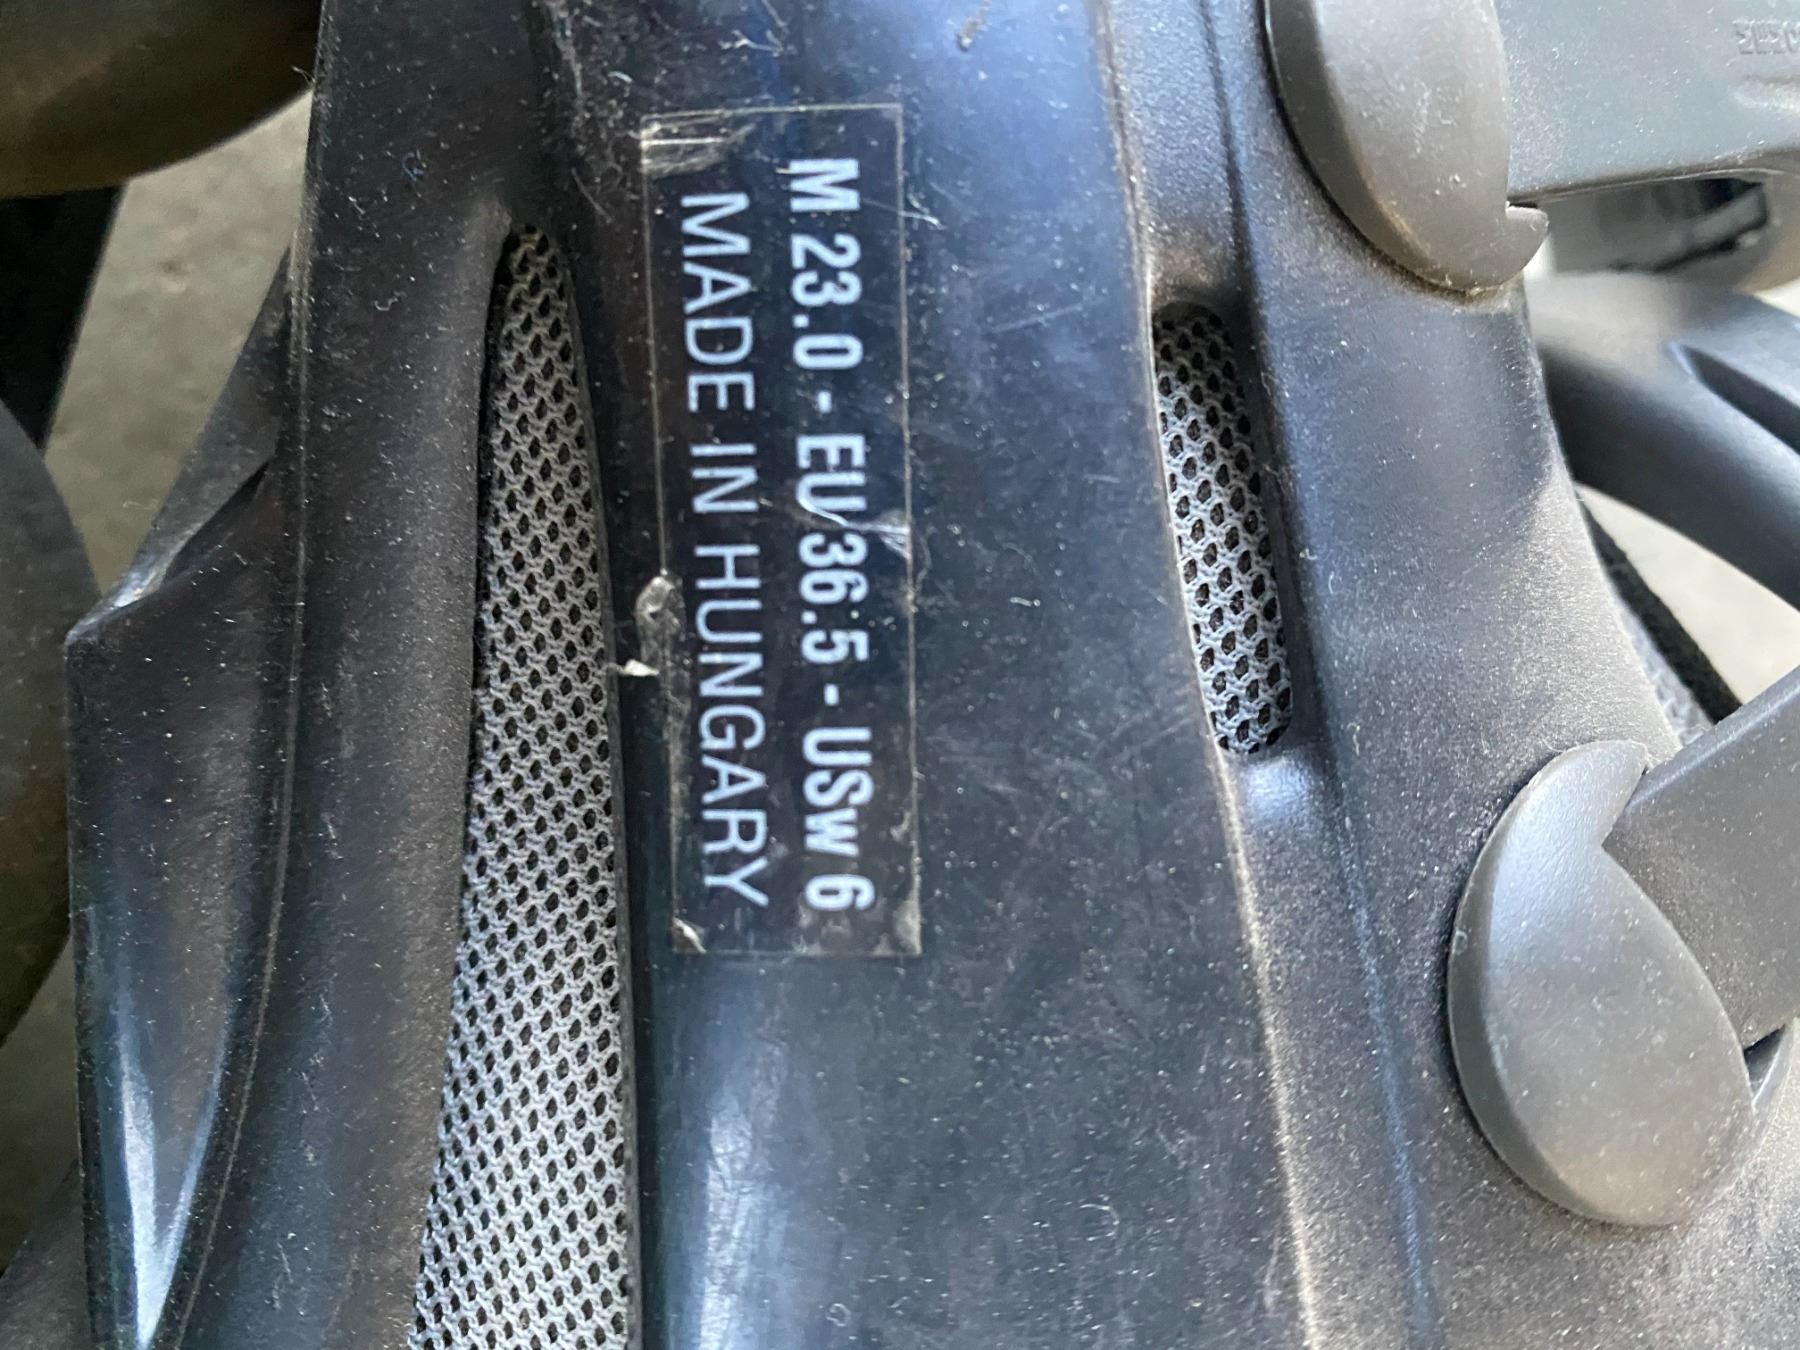 M 23.0 - EU 36.5 - USw 6
MADE IN HUNGARY